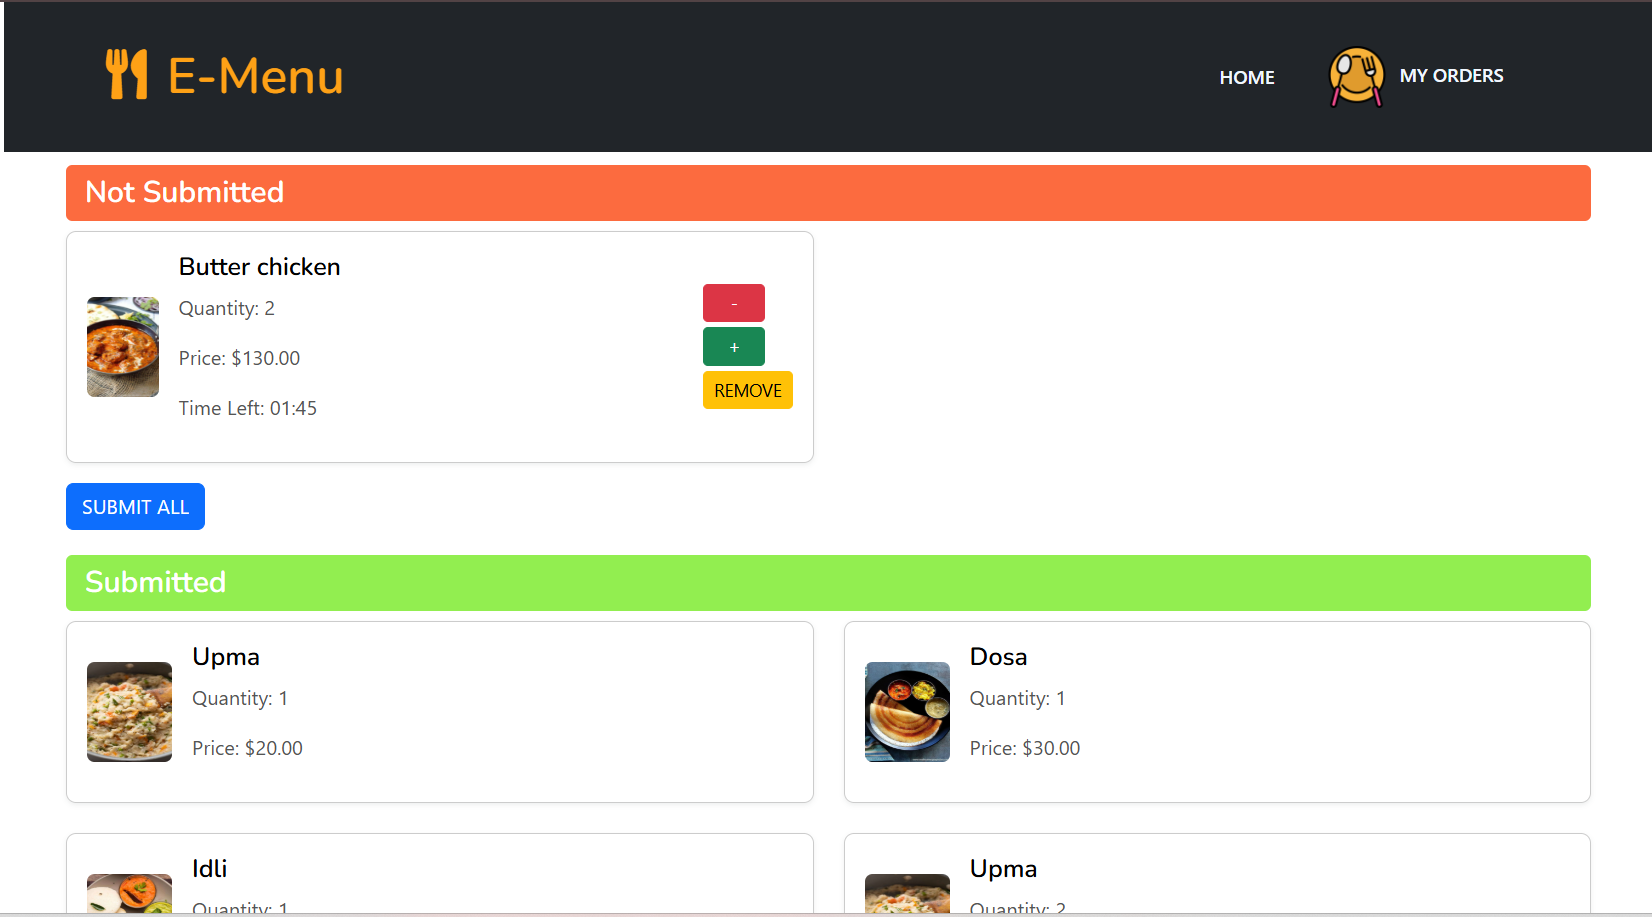 E-Menu
HOME
MY ORDERS
Not Submitted
Butter chicken
Quantity: 2
Price: $130.00
Time Left: 01:45
-
+
REMOVE
SUBMIT ALL
Submitted
Upma
Quantity: 1
Price: $20.00
Dosa
Quantity: 1
Price: $30.00
Idli
Quantity: 1
Upma
Quantity: 2